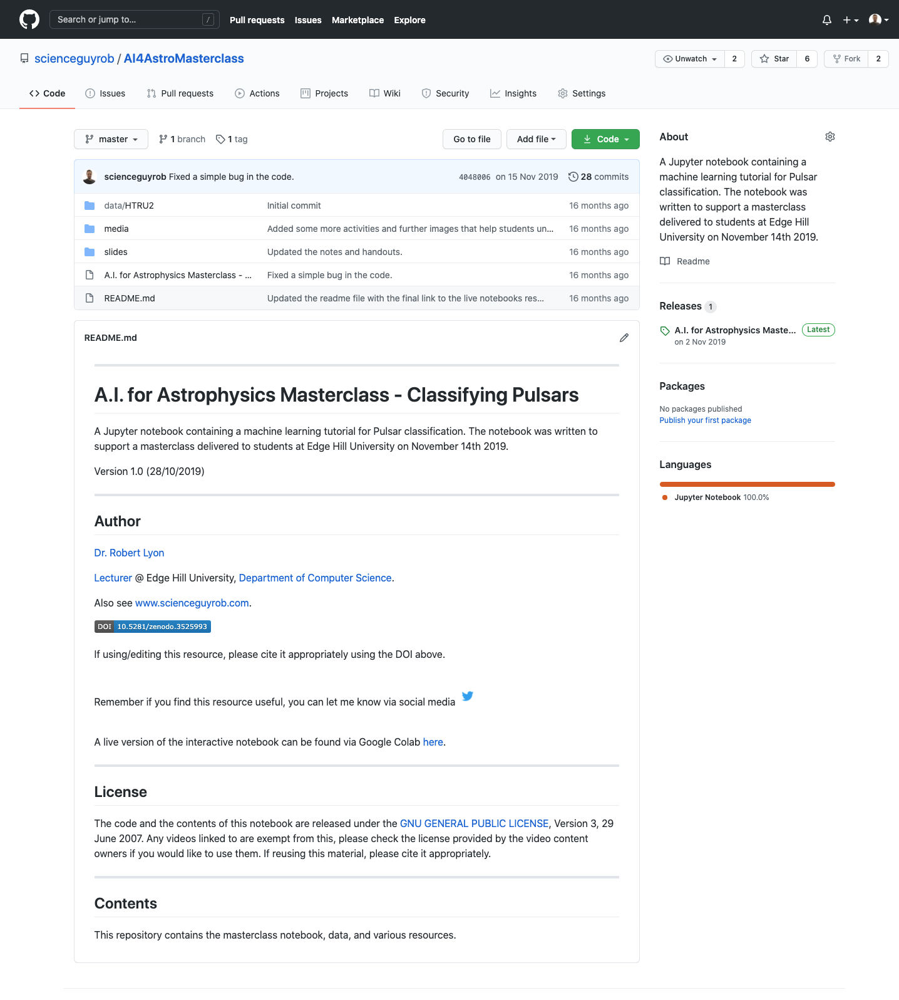 Search or jump to... /
Pull requests Issues Marketplace Explore
scienceguyrob / AI4AstroMasterclass
Unwatch 2 Star 6 Fork 2
Code Issues Pull requests Actions Projects Wiki Security Insights Settings
master 1 branch 1 tag
Go to file Add file Code
scienceguyrob Fixed a simple bug in the code. 4048006 on 15 Nov 2019 28 commits
data/HTRU2 Initial commit 16 months ago
media Added some more activities and further images that help students un... 16 months ago
slides Updated the notes and handouts. 16 months ago
A.I. for Astrophysics Masterclass - ... Fixed a simple bug in the code. 16 months ago
README.md Updated the readme file with the final link to the live notebooks res... 16 months ago
README.md
A.I. for Astrophysics Masterclass - Classifying Pulsars
A Jupyter notebook containing a machine learning tutorial for Pulsar classification. The notebook was written to
support a masterclass delivered to students at Edge Hill University on November 14th 2019.
Version 1.0 (28/10/2019)
Author
Dr. Robert Lyon
Lecturer @ Edge Hill University, Department of Computer Science.
Also see www.scienceguyrob.com.
DOI 10.5281/zenodo.3525993
If using/editing this resource, please cite it appropriately using the DOI above.
Remember if you find this resource useful, you can let me know via social media
A live version of the interactive notebook can be found via Google Colab here.
License
The code and the contents of this notebook are released under the GNU GENERAL PUBLIC LICENSE, Version 3, 29
June 2007. Any videos linked to are exempt from this, please check the license provided by the video content
owners if you would like to use them. If reusing this material, please cite it appropriately.
Contents
This repository contains the masterclass notebook, data, and various resources.
About
A Jupyter notebook containing a
machine learning tutorial for Pulsar
classification. The notebook was
written to support a masterclass
delivered to students at Edge Hill
University on November 14th 2019.
Readme
Releases 1
A.I. for Astrophysics Maste... Latest
on 2 Nov 2019
Packages
No packages published
Publish your first package
Languages
Jupyter Notebook 100.0%